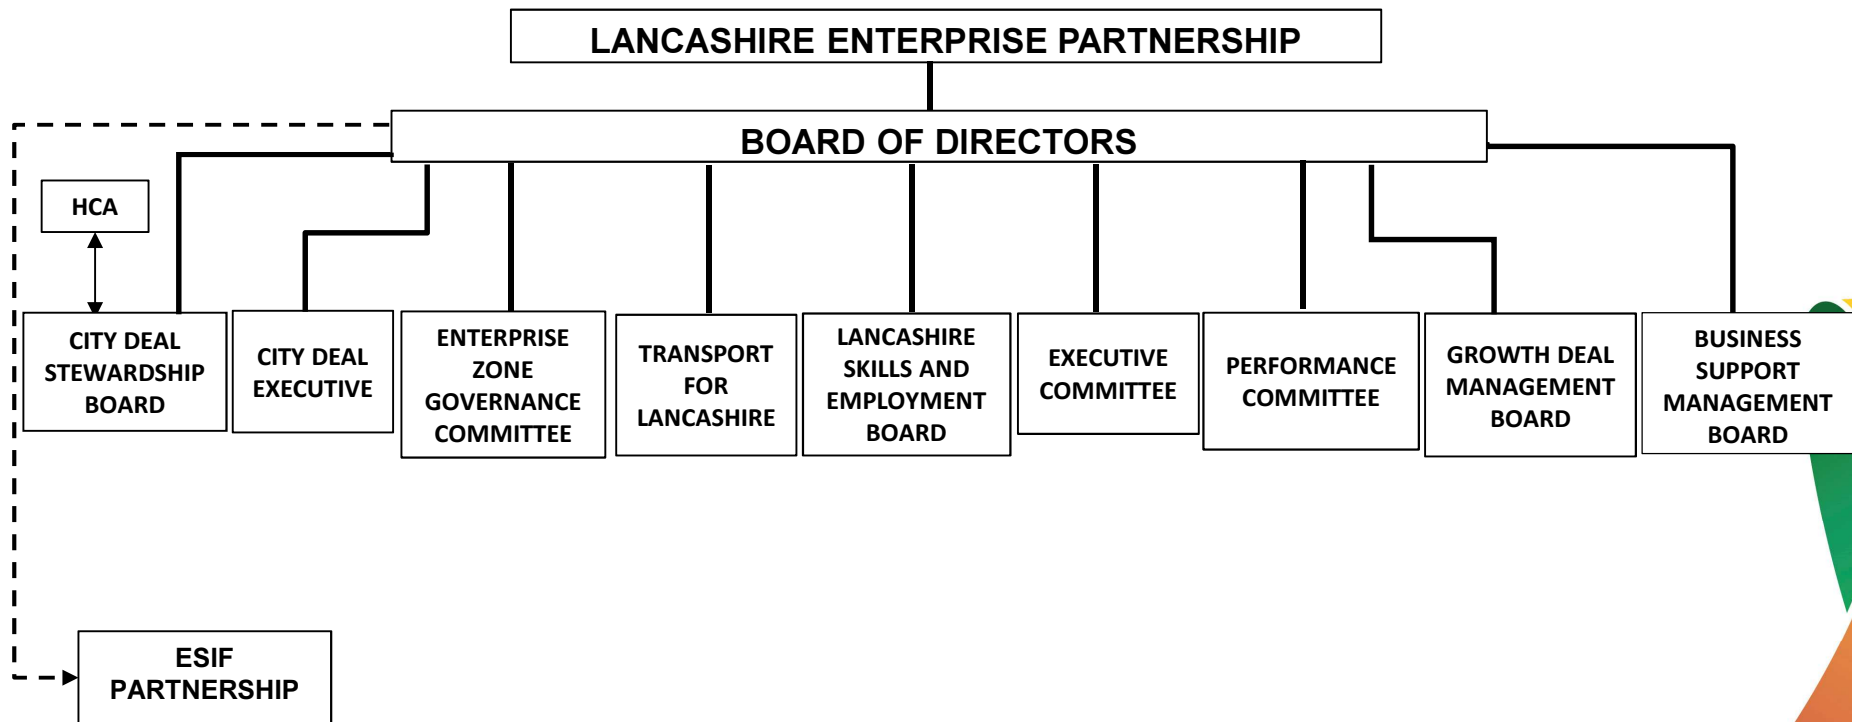 LANCASHIRE ENTERPRISE PARTNERSHIP
BOARD OF DIRECTORS
HCA
CITY DEAL
STEWARDSHIP
BOARD
CITY DEAL
EXECUTIVE
ENTERPRISE
ZONE
GOVERNANCE
COMMITTEE
TRANSPORT
FOR
LANCASHIRE
LANCASHIRE
SKILLS AND
EMPLOYMENT
BOARD
EXECUTIVE
COMMITTEE
PERFORMANCE
COMMITTEE
GROWTH DEAL
MANAGEMENT
BOARD
BUSINESS
SUPPORT
MANAGEMENT
BOARD
ESIF
PARTNERSHIP